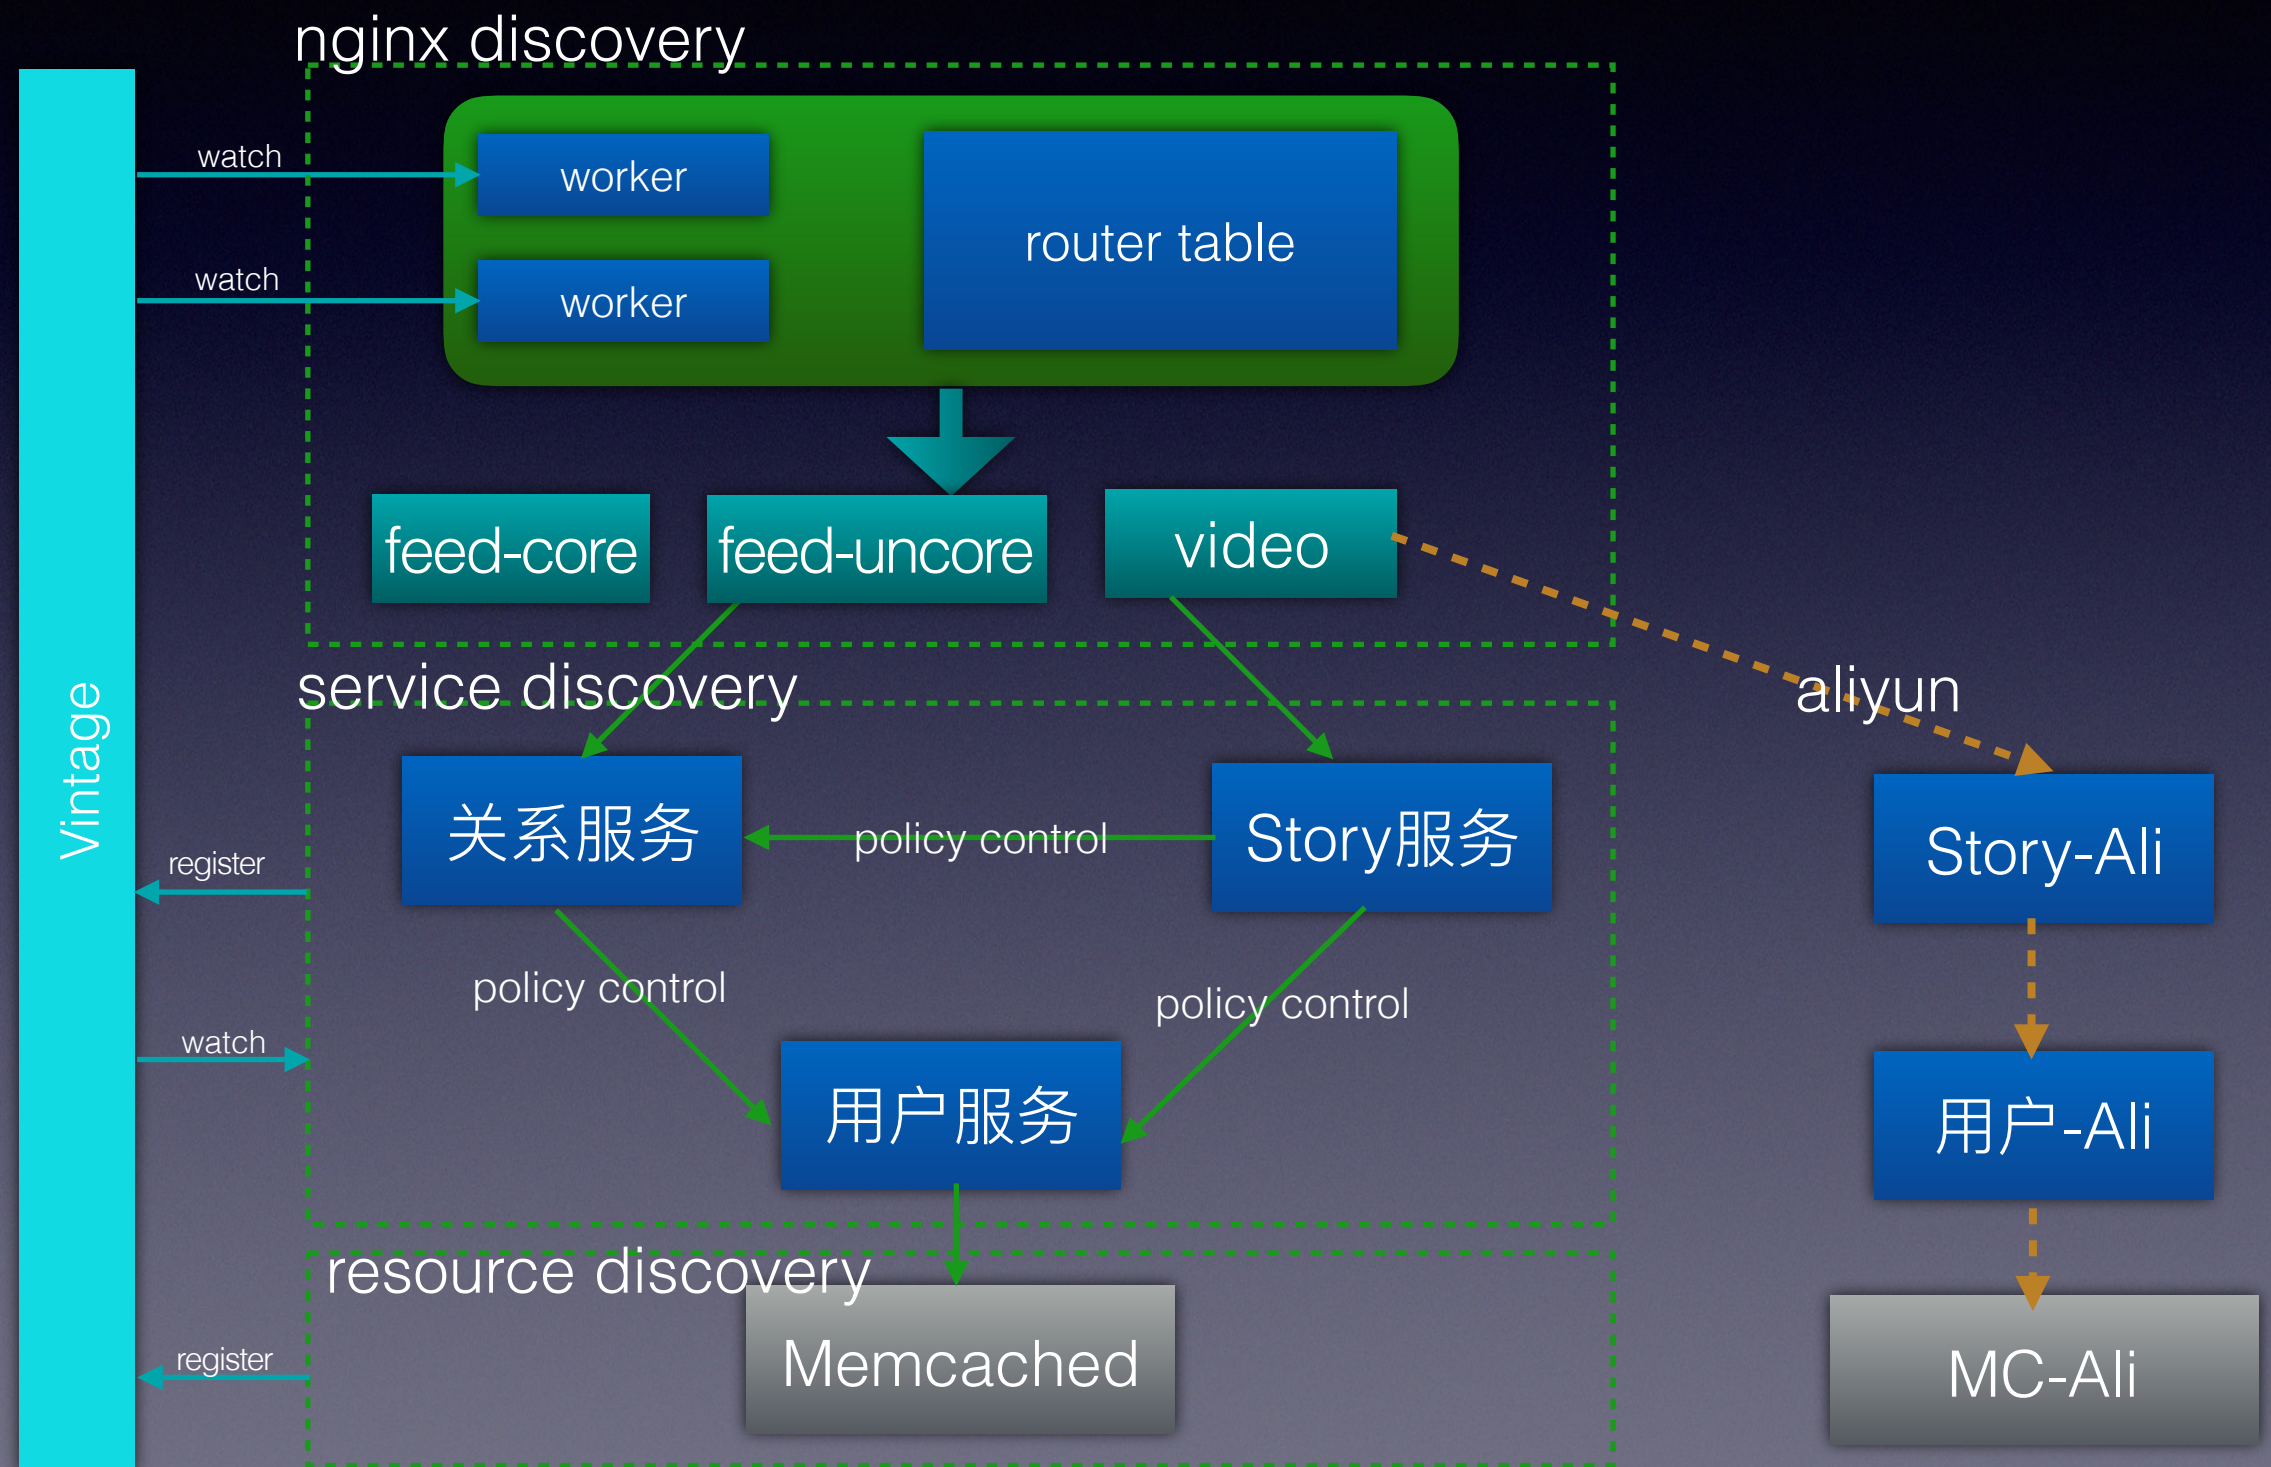 nginx discovery
watch
worker
router table
watch
worker
feed-core
feed-uncore
video
service discovery
aliyun
Vintage
关系服务
policy control
Story服务
Story-Ali
register
policy control
policy control
watch
用户服务
用户-Ali
resource discovery
register
Memcached
MC-Ali